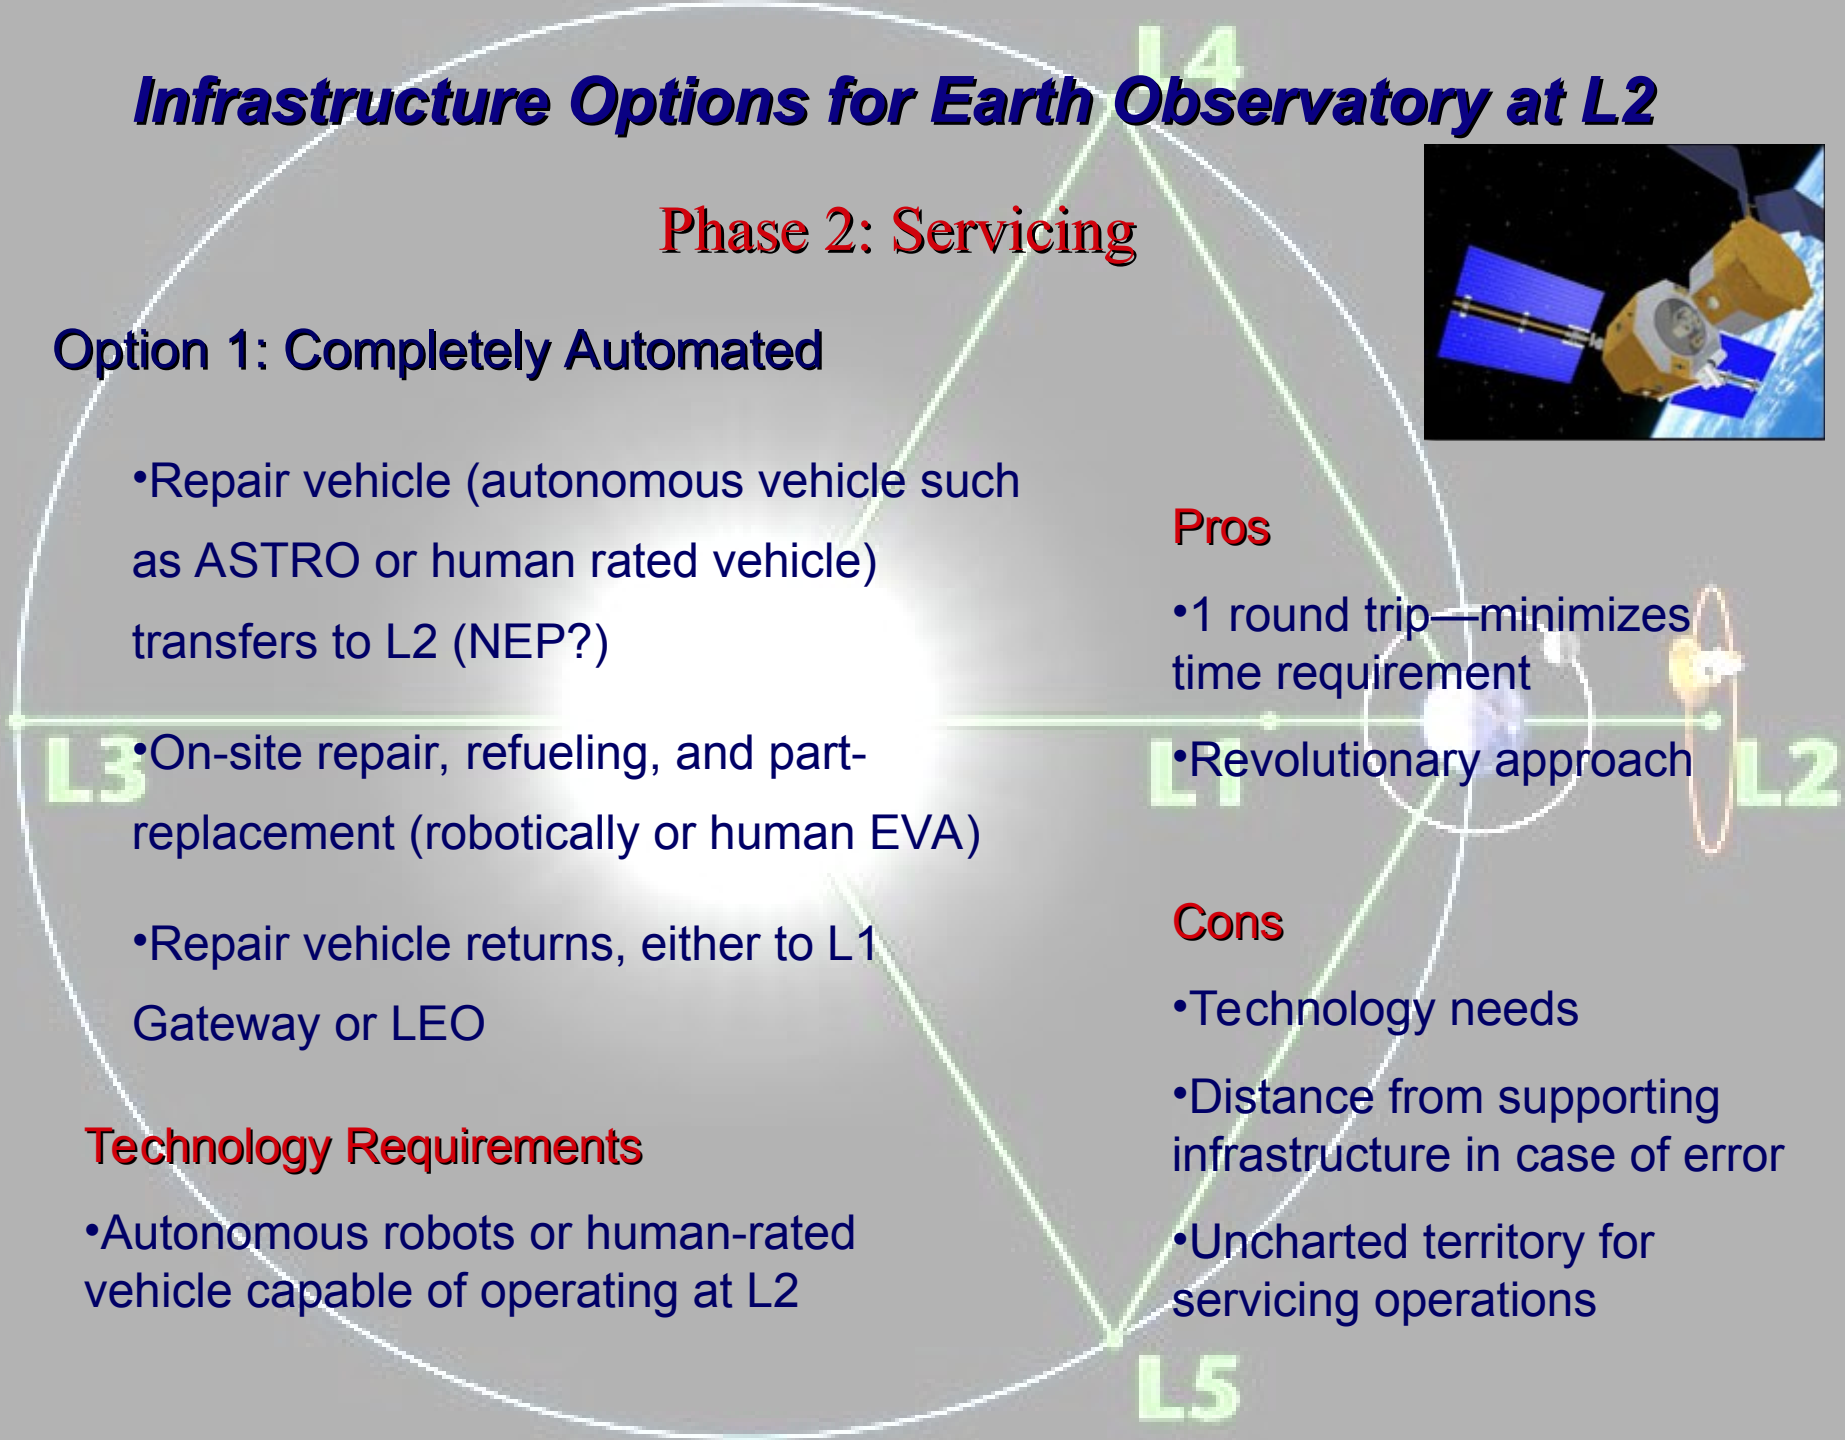 L4
Infrastructure Options for Earth Observatory at L2
Phase 2: Servicing
Option 1: Completely Automated
•Repair vehicle (autonomous vehicle such
as ASTRO or human rated vehicle)
transfers to L2 (NEP?)
•On-site repair, refueling, and part-
replacement (robotically or human EVA)
•Repair vehicle returns, either to L1
Gateway or LEO
Technology Requirements
•Autonomous robots or human-rated
vehicle capable of operating at L2
Pros
•1 round trip—minimizes
time requirement
•Revolutionary approach
Cons
•Technology needs
•Distance from supporting
infrastructure in case of error
•Uncharted territory for
servicing operations
L3
L1
L2
L5